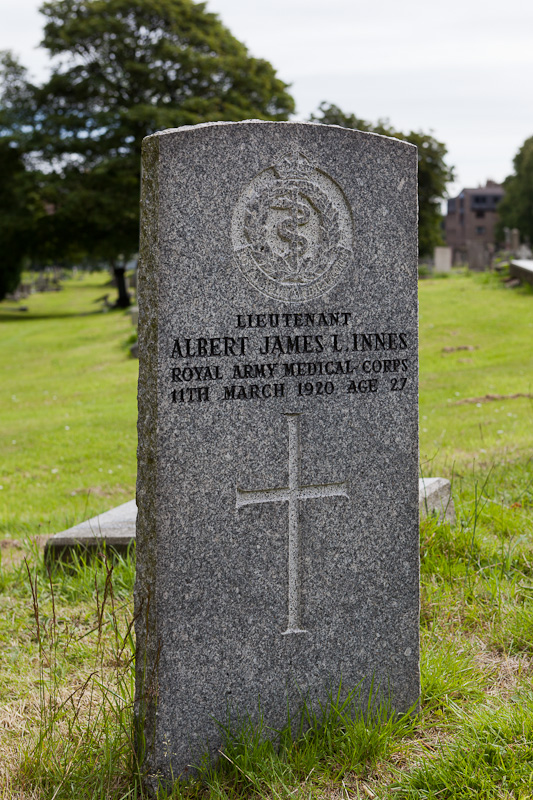 LIEUTENANT
ALBERT JAMES L. INNES
ROYAL ARMY MEDICAL CORPS
11TH MARCH 1920 AGE 27